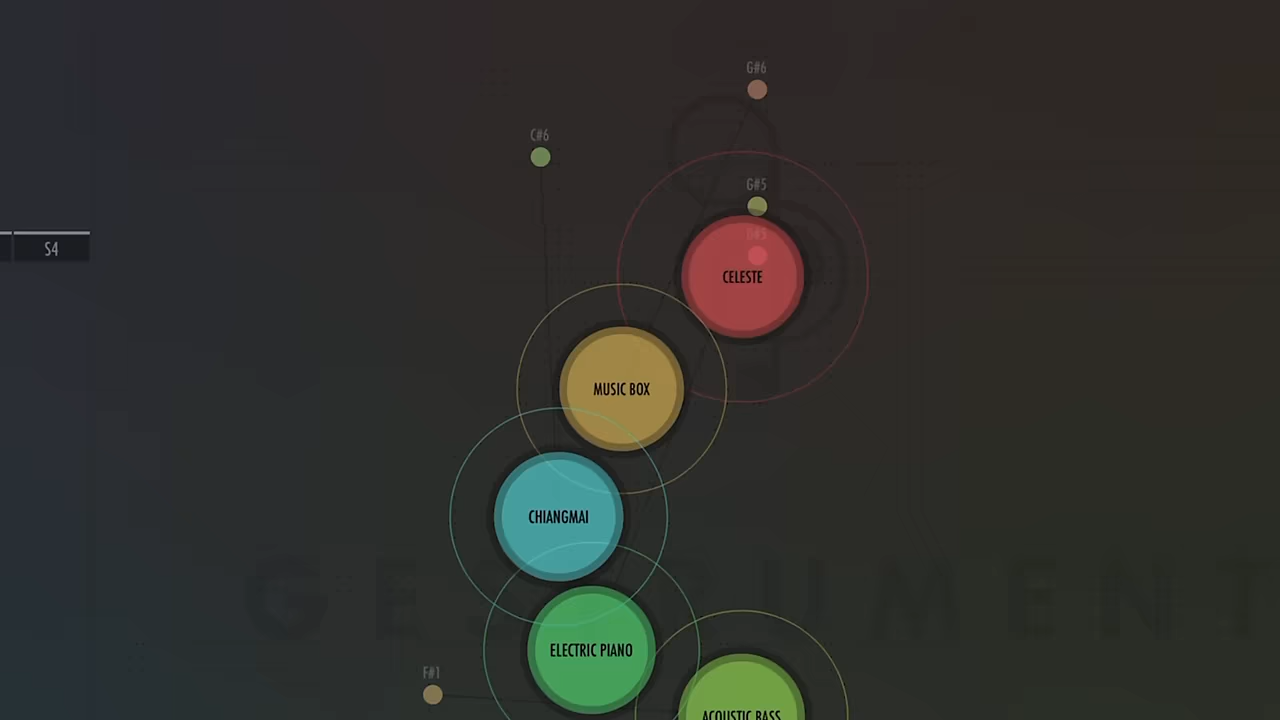 G#6
C#6
G#5
S4
CELESTE
MUSIC BOX
CHIANGMAI
ELECTRIC PIANO
F#1
ACOUSTIC BASS